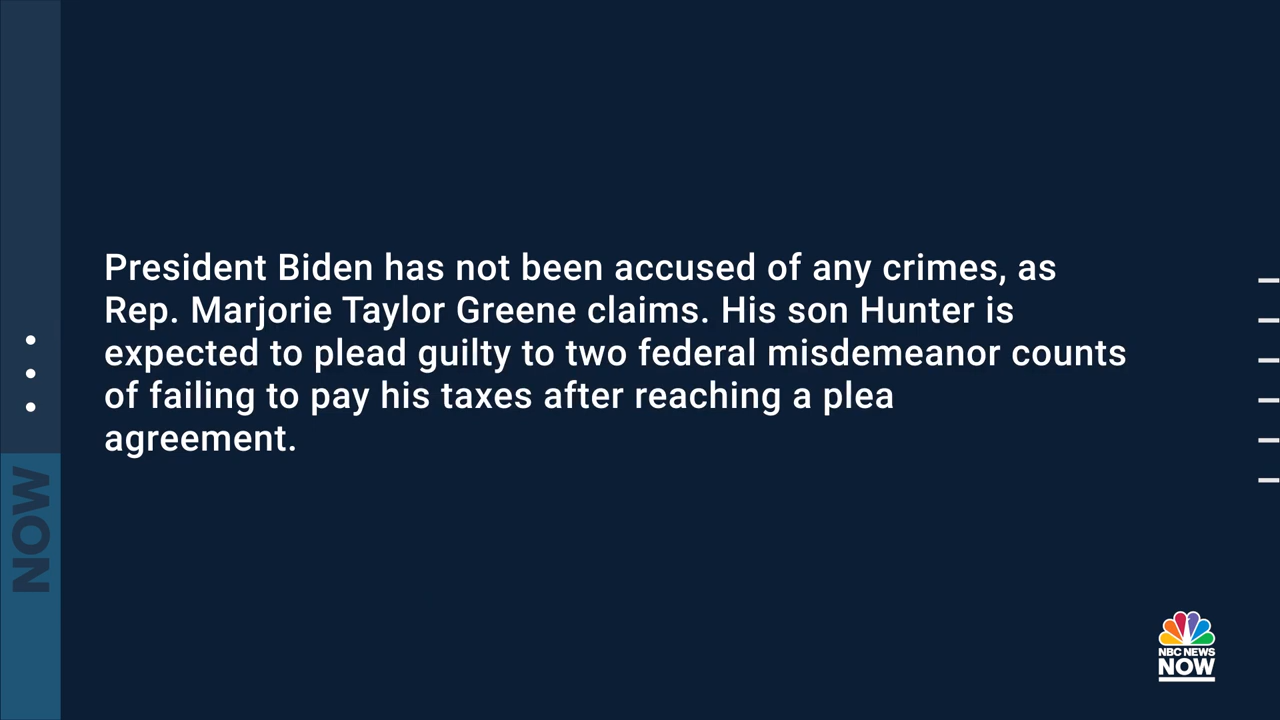 President Biden has not been accused of any crimes, as
Rep. Marjorie Taylor Greene claims. His son Hunter is
expected to plead guilty to two federal misdemeanor counts
of failing to pay his taxes after reaching a plea
agreement.
NOW
NBC NEWS
NOW